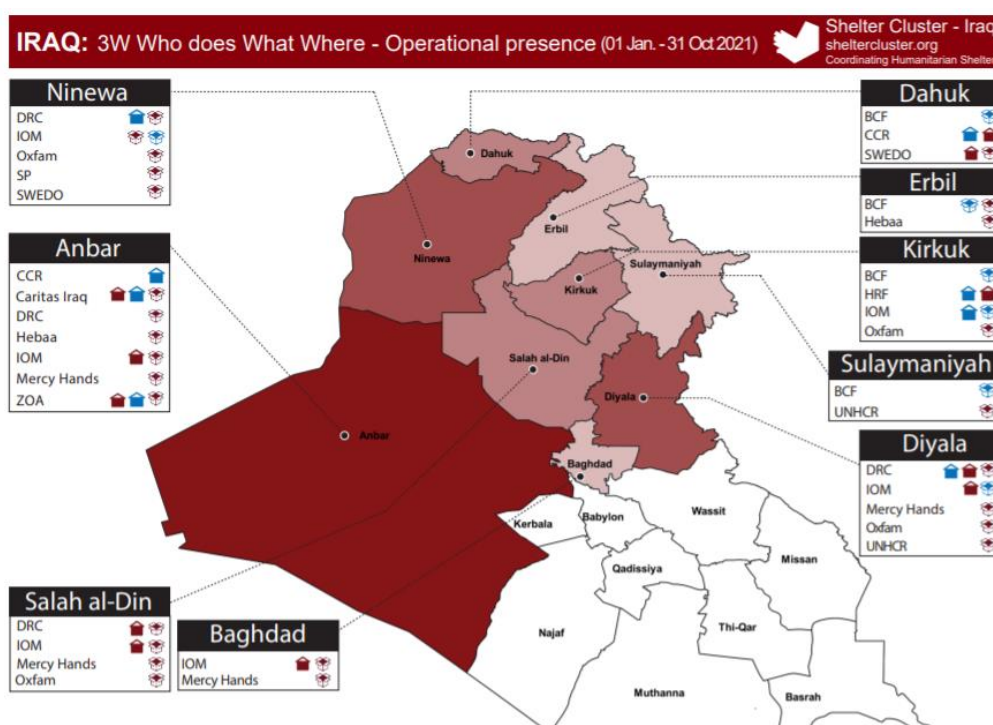 IRAQ: 3W Who does What Where - Operational presence (01 Jan. - 31 Oct 2021)
Shelter Cluster - Iraq
sheltercluster.org
Coordinating Humanitarian Shelter
Ninewa
DRC
IOM
Oxfam
SP
SWEDO
Anbar
CCR
Caritas Iraq
DRC
Hebaa
IOM
Mercy Hands
ZOA
Salah al-Din
DRC
IOM
Mercy Hands
Oxfam
Baghdad
IOM
Mercy Hands
Dahuk
BCF
CCR
SWEDO
Erbil
BCF
Hebaa
Kirkuk
BCF
HRF
IOM
Oxfam
Sulaymaniyah
BCF
UNHCR
Diyala
DRC
IOM
Mercy Hands
Oxfam
UNHCR
Dahuk
Erbil
Ninewa
Sulaymaniyah
Kirkuk
Salah al-Din
Diyala
Anbar
Baghdad
Wassit
Babylon
Kerbala
Missan
Qadissiya
Thi-Qar
Najaf
Muthanna
Basrah